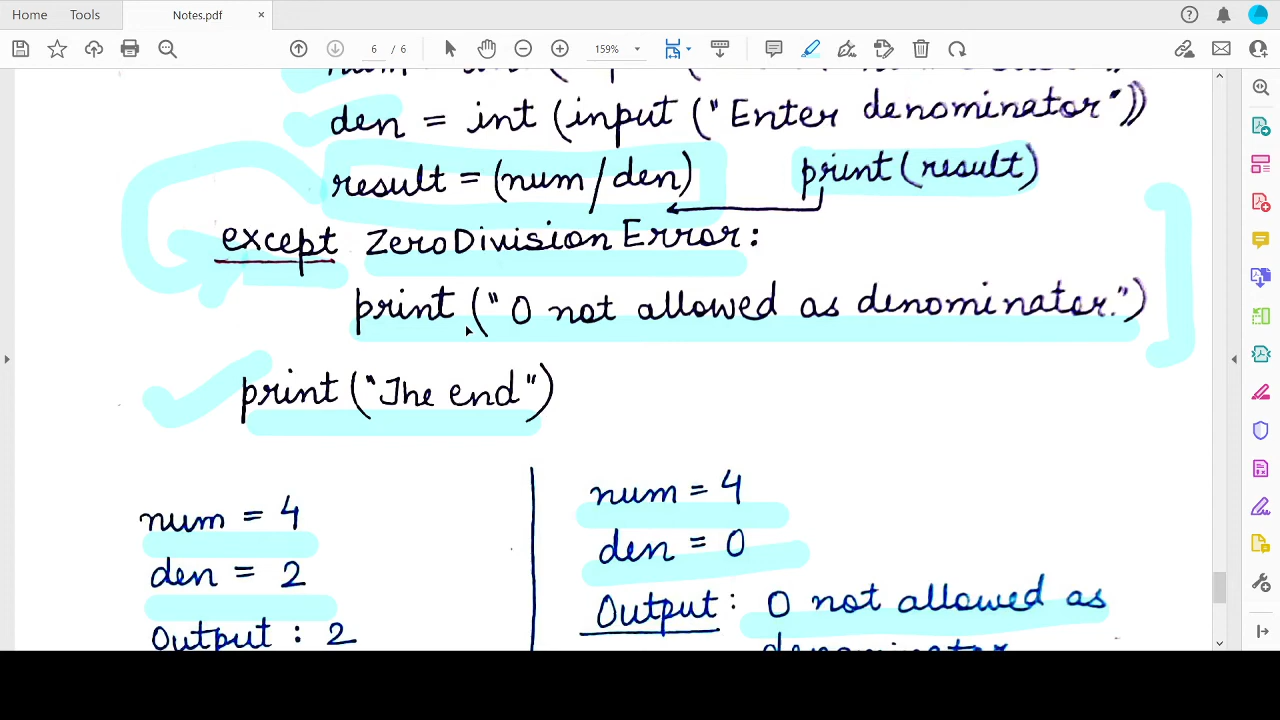 Home Tools Notes.pdf ×
6 / 6 159%
den = int (input ("Enter denominator"))
result = (num/den) print(result)
except ZeroDivisionError:
print ("0 not allowed as denominator.")
print ("The end")
num = 4
den = 2
Output : 2
num = 4
den = 0
Output : 0 not allowed as
denominator